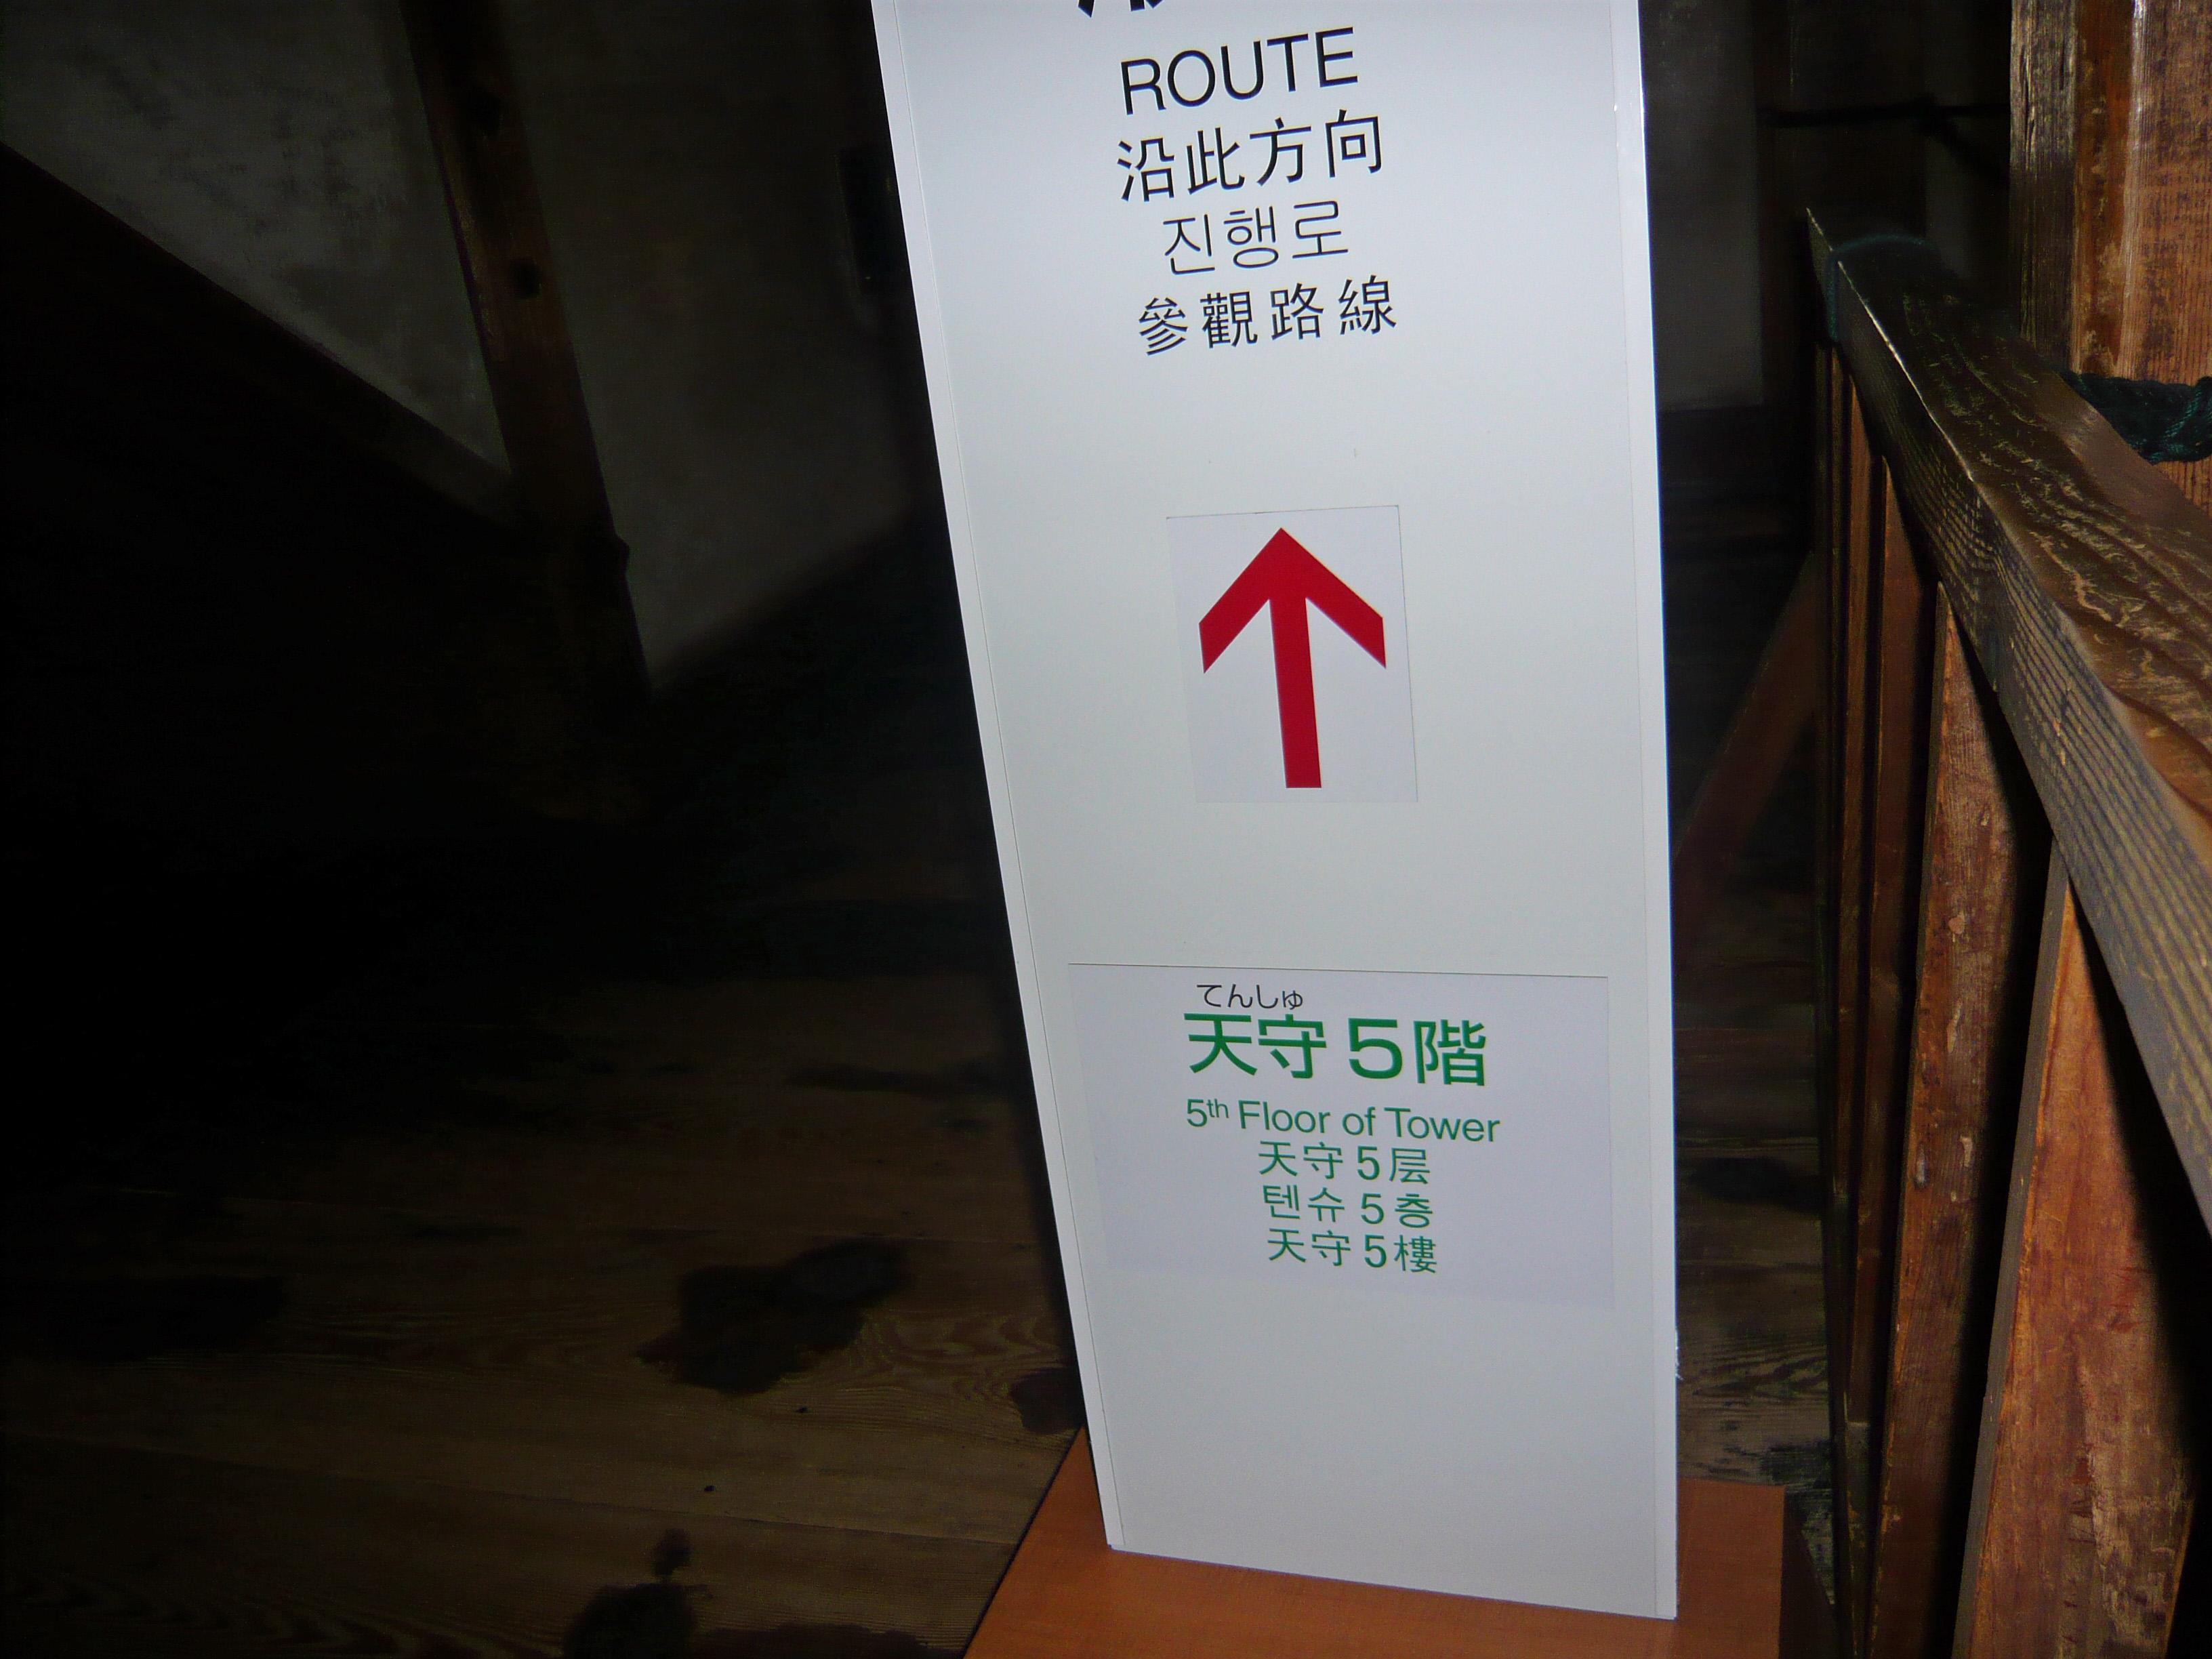 ROUTE
沿此方向
진행로
參觀路線
てんしゅ
天守5階
5th Floor of Tower
天守5层
텐슈5층
天守5樓